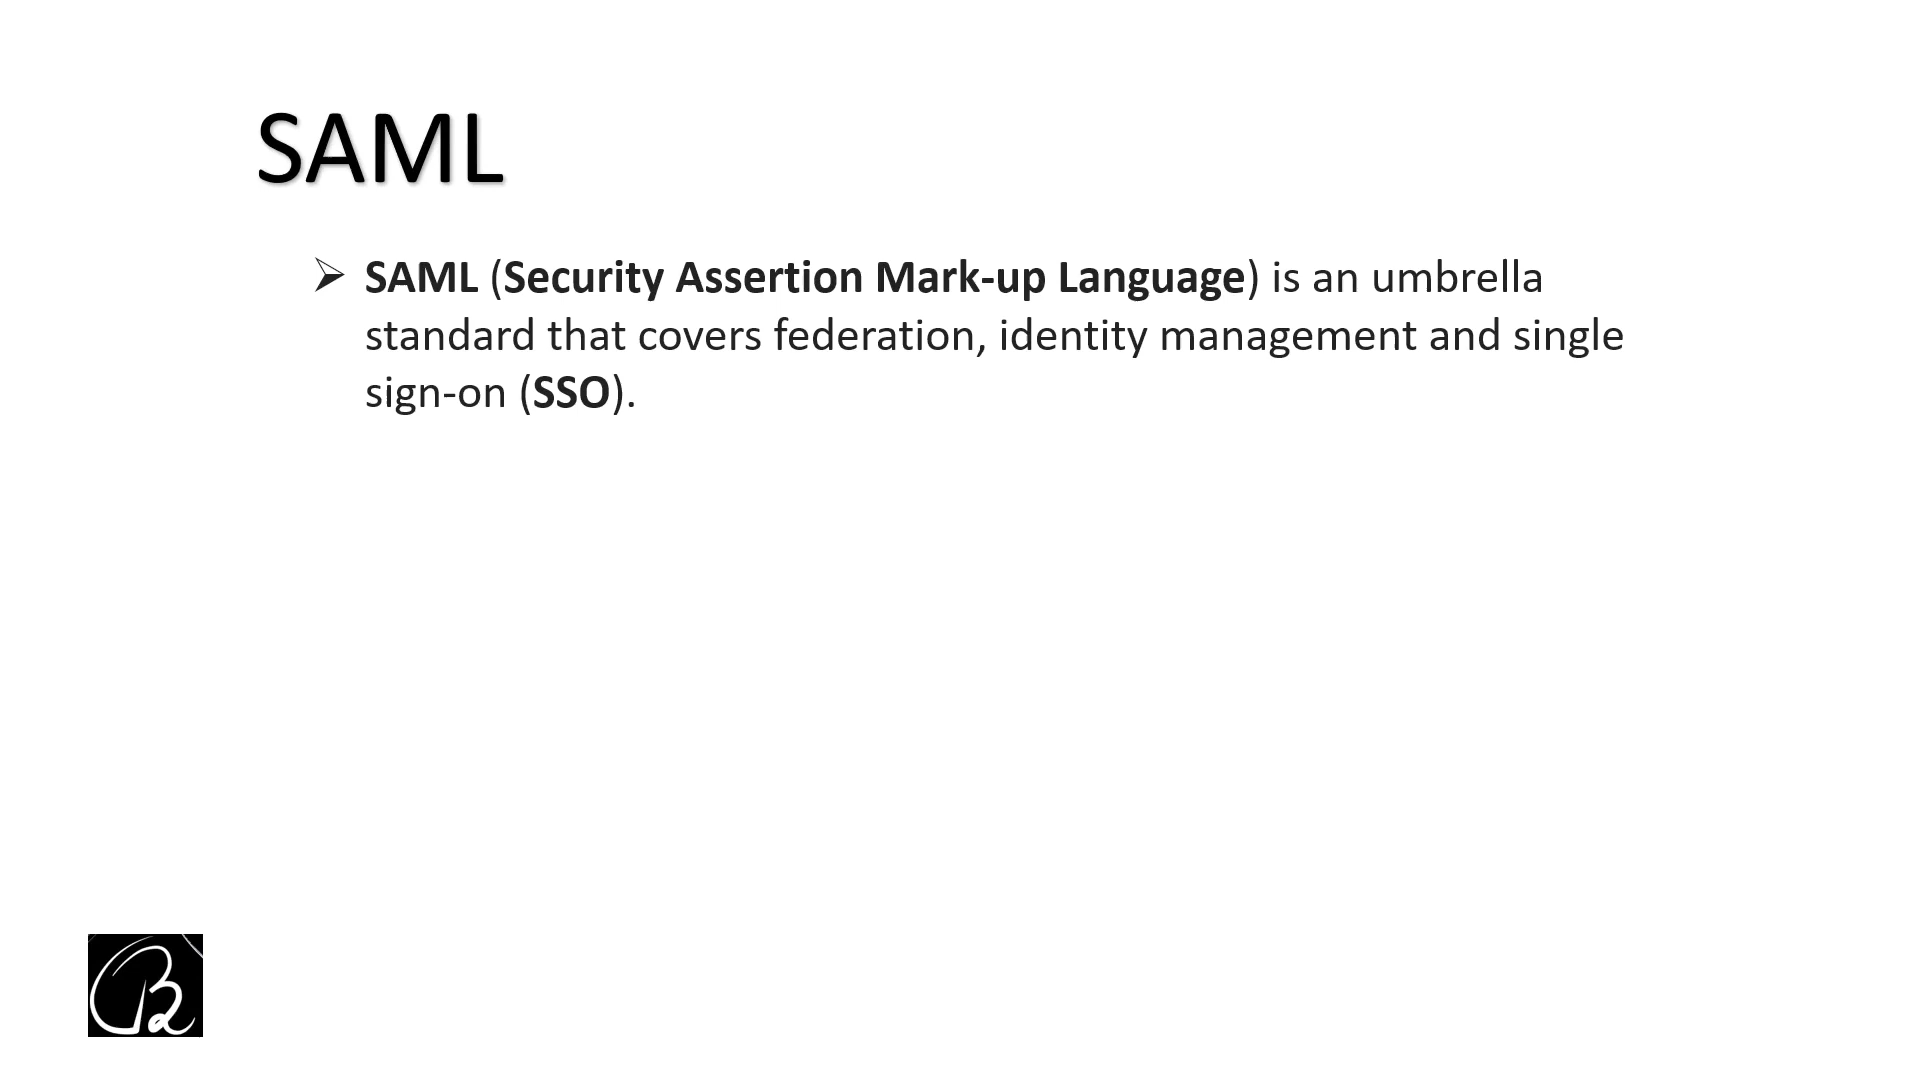 SAML
➢ SAML (Security Assertion Mark-up Language) is an umbrella
standard that covers federation, identity management and single
sign-on (SSO).